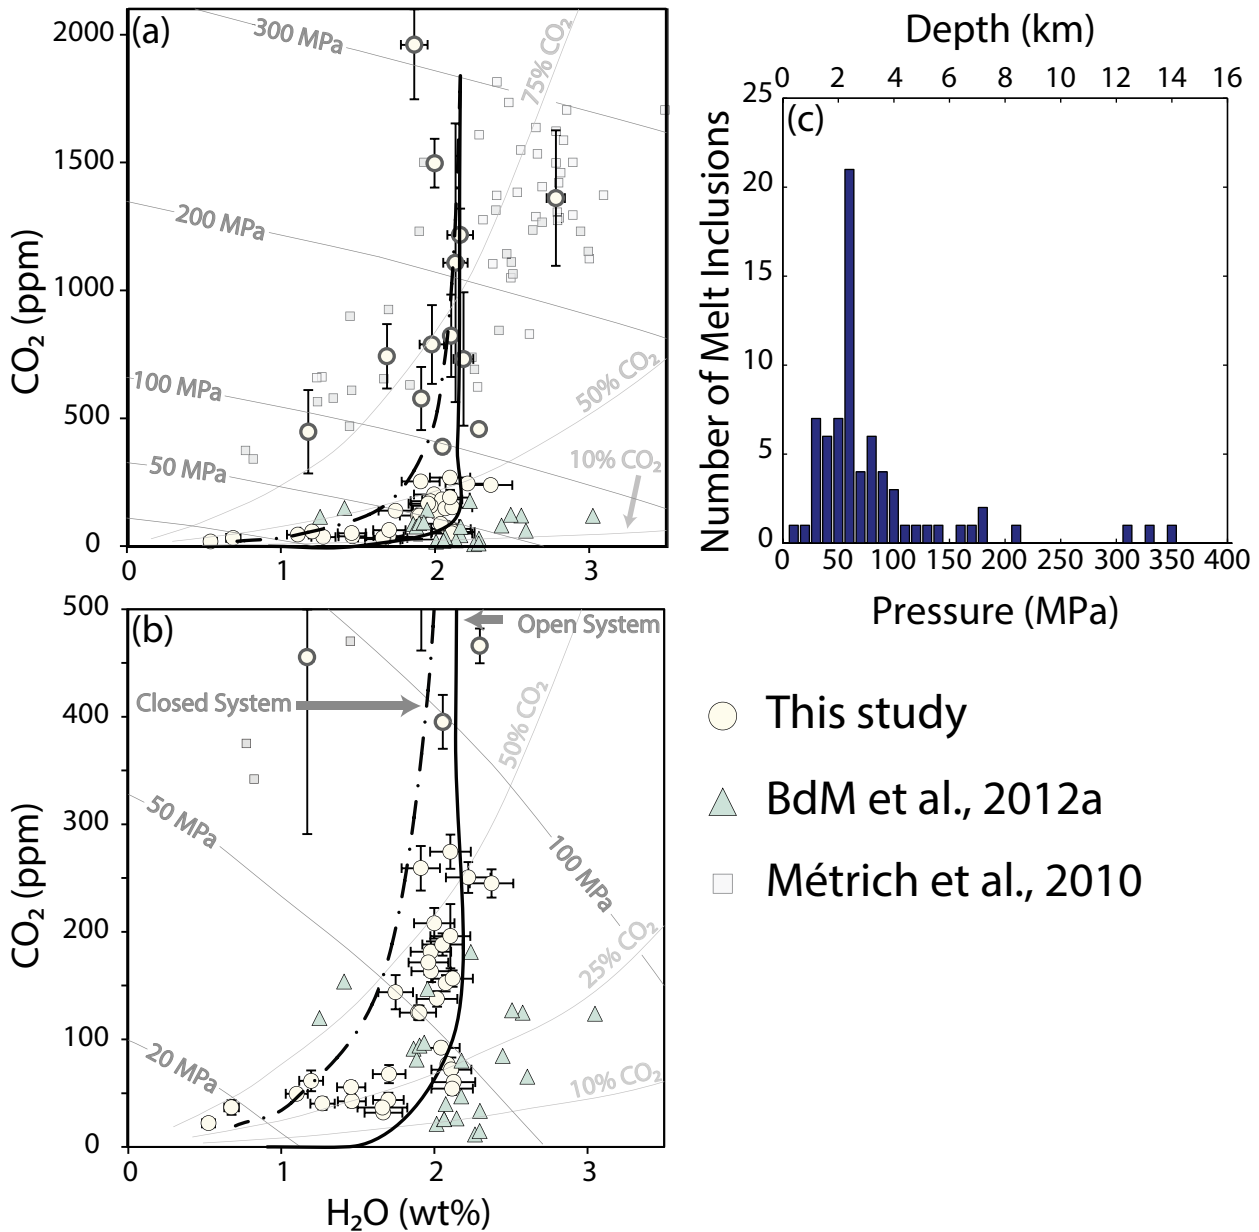 (a)
2000
1500
1000
500
0
0
1
2
3
CO₂ (ppm)
300 MPa
200 MPa
100 MPa
50 MPa
75% CO₂
50% CO₂
10% CO₂
(b)
500
400
300
200
100
0
0
1
2
3
CO₂ (ppm)
H₂O (wt%)
Open System
Closed System
50 MPa
20 MPa
100 MPa
50% CO₂
25% CO₂
10% CO₂
Depth (km)
0 2 4 6 8 10 12 14 16
(c)
25
20
15
10
5
0
Number of Melt Inclusions
0 50 100 150 200 250 300 350 400
Pressure (MPa)
This study
BdM et al., 2012a
Métrich et al., 2010